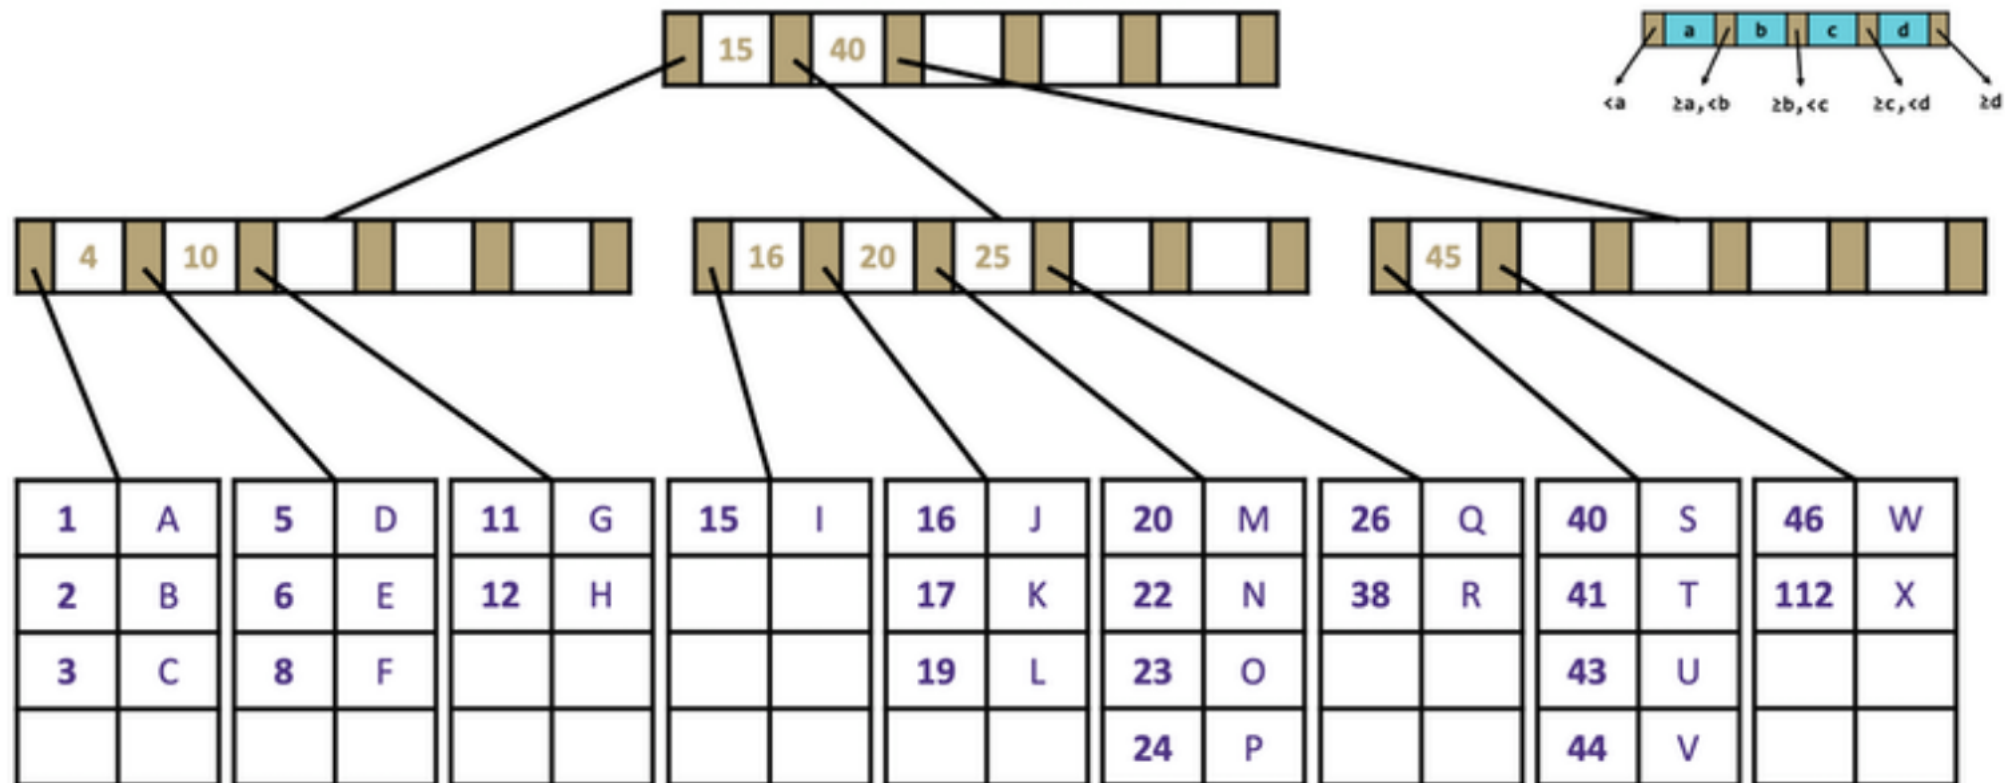 15 40
a b c d
<a ≥a,<b ≥b,<c ≥c,<d ≥d
4 10 16 20 25 45
1 A 5 D 11 G 15 I 16 J 20 M 26 Q 40 S 46 W
2 B 6 E 12 H 17 K 22 N 38 R 41 T 112 X
3 C 8 F 19 L 23 O 43 U
24 P 44 V